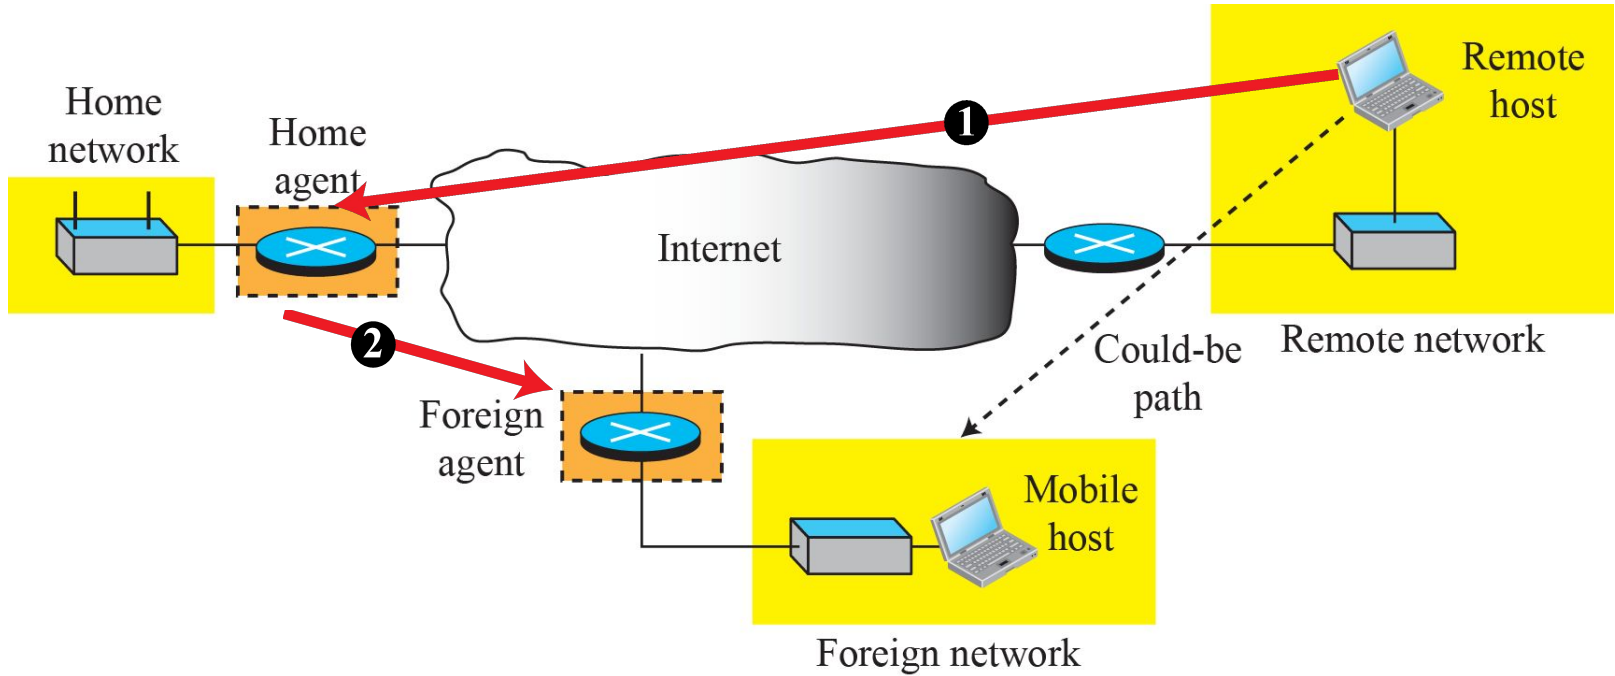 Home
network
Home
agent
1
Remote
host
Internet
2
Could-be
path
Remote network
Foreign
agent
Mobile
host
Foreign network